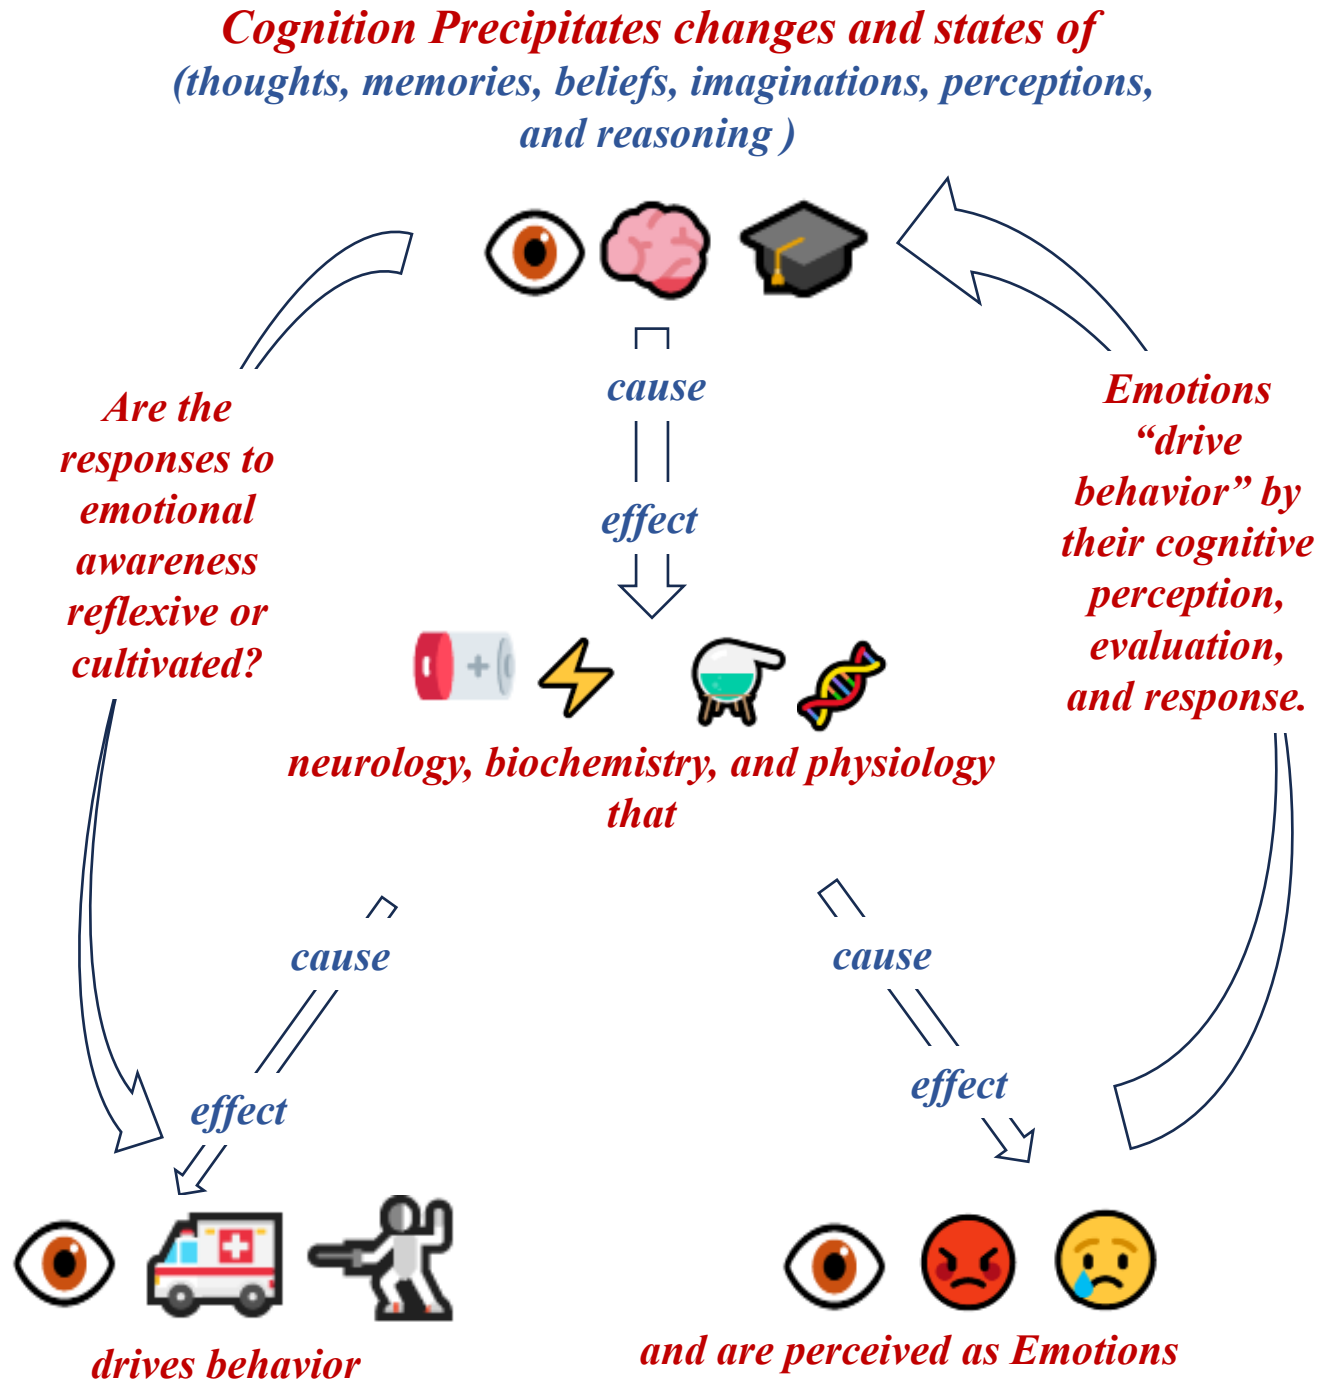 Cognition Precipitates changes and states of
(thoughts, memories, beliefs, imaginations, perceptions,
and reasoning )
cause
effect
Are the
responses to
emotional
awareness
reflexive or
cultivated?
Emotions
“drive
behavior” by
their cognitive
perception,
evaluation,
and response.
neurology, biochemistry, and physiology
that
cause
effect
cause
effect
drives behavior
and are perceived as Emotions